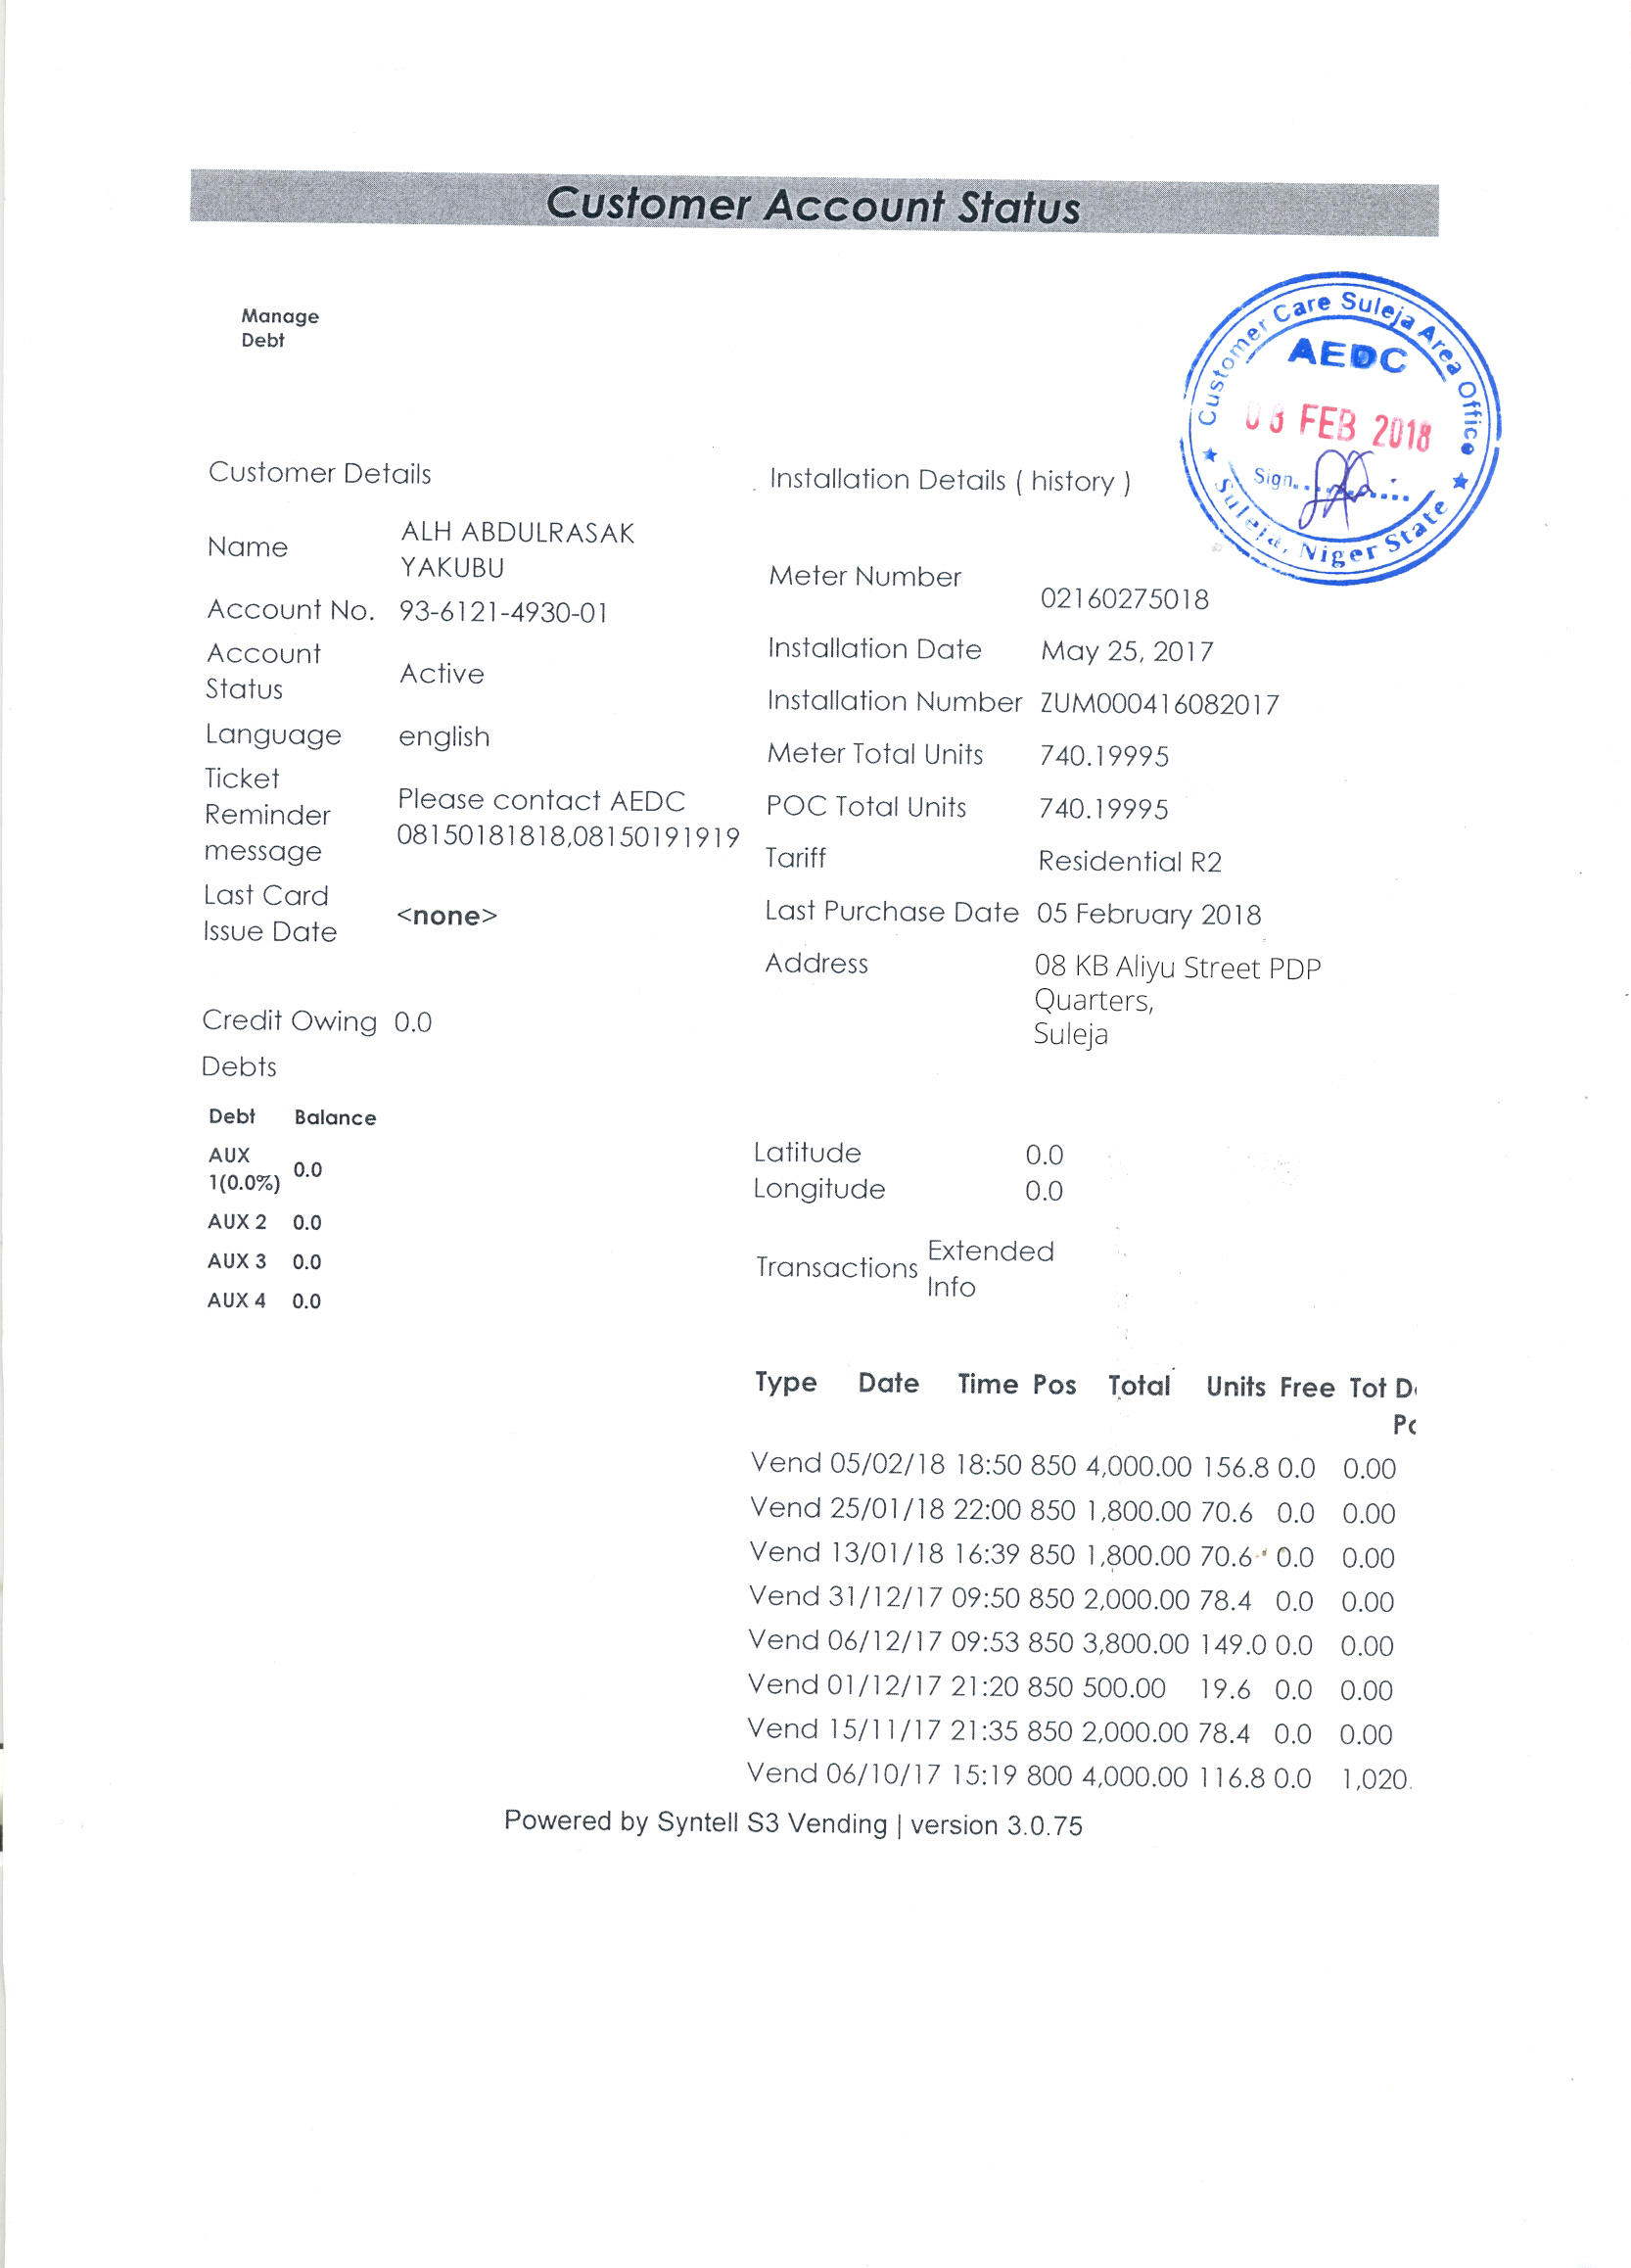 Customer Account Status
Manage
Debt
Customer Care Suleja Area Office
AEDC
03 FEB 2018
Sign..............
Suleja, Niger State
Customer Details
Name ALH ABDULRASAK
YAKUBU
Account No. 93-6121-4930-01
Account
Status Active
Language english
Ticket
Reminder
message Please contact AEDC
08150181818,08150191919
Last Card
Issue Date <none>
Credit Owing 0.0
Debts
Debt Balance
AUX
1(0.0%) 0.0
AUX 2 0.0
AUX 3 0.0
AUX 4 0.0
Installation Details ( history )
Meter Number 02160275018
Installation Date May 25, 2017
Installation Number ZUM000416082017
Meter Total Units 740.19995
POC Total Units 740.19995
Tariff Residential R2
Last Purchase Date 05 February 2018
Address 08 KB Aliyu Street PDP
Quarters,
Suleja
Latitude 0.0
Longitude 0.0
Transactions Extended
Info
Type Date Time Pos Total Units Free Tot D
Po
Vend 05/02/18 18:50 850 4,000.00 156.8 0.0 0.00
Vend 25/01/18 22:00 850 1,800.00 70.6 0.0 0.00
Vend 13/01/18 16:39 850 1,800.00 70.6 0.0 0.00
Vend 31/12/17 09:50 850 2,000.00 78.4 0.0 0.00
Vend 06/12/17 09:53 850 3,800.00 149.0 0.0 0.00
Vend 01/12/17 21:20 850 500.00 19.6 0.0 0.00
Vend 15/11/17 21:35 850 2,000.00 78.4 0.0 0.00
Vend 06/10/17 15:19 800 4,000.00 116.8 0.0 1,020.
Powered by Syntell S3 Vending | version 3.0.75